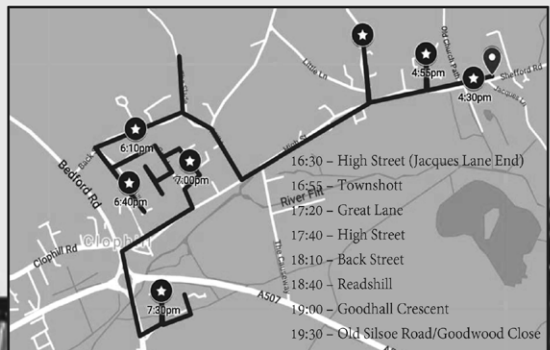 Old Church Path
Little Ln
4:55pm
Shefford Rd
4:30pm
Jacques Ln
High St
6:10pm
Back
7:00pm
6:40pm
Bedford Rd
16:30 – High Street (Jacques Lane End)
16:55 – Townshott
River Flit
17:20 – Great Lane
17:40 – High Street
Clophill
Clophill Rd
The Causeway
18:10 – Back Street
18:40 – Readshill
7:30pm
A507
19:00 – Goodhall Crescent
19:30 – Old Silsoe Road/Goodwood Close